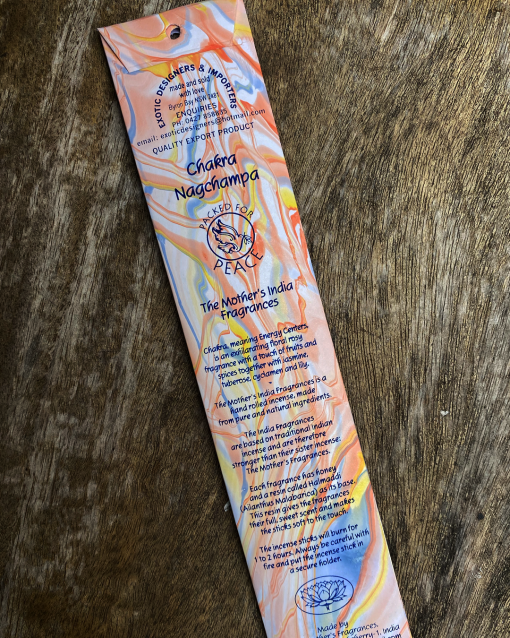 EXOTIC DESIGNERS & IMPORTERS
made and sold
with love
Byron Bay NSW 2481
ENQUIRIES
PH: 0427 858835
email: exoticdesigners@hotmail.com
QUALITY EXPORT PRODUCT
Chakra
Nagchampa
PACKED FOR
PEACE
The Mother's India
Fragrances
Chakra, meaning Energy Centers,
is an exhilarating floral rosy
fragrance with a touch of fruits and
spices together with jasmine,
tuberose, cyclamen and lily.
The Mother's India Fragrances is a
hand rolled incense, made
from pure and natural ingredients.
The India Fragrances
are based on traditional Indian
incense and are therefore
stronger than their sister incense:
The Mother's Fragrances.
Each fragrance has honey
and a resin called Halmaddi
(Ailanthus Malabarica) as its base.
This resin gives the fragrances
their full, sweet scent and makes
the sticks soft to the touch.
The incense sticks will burn for
1 to 2 hours. Always be careful with
fire and put the incense stick in
a secure holder.
Made by
Fragrances,
1, India